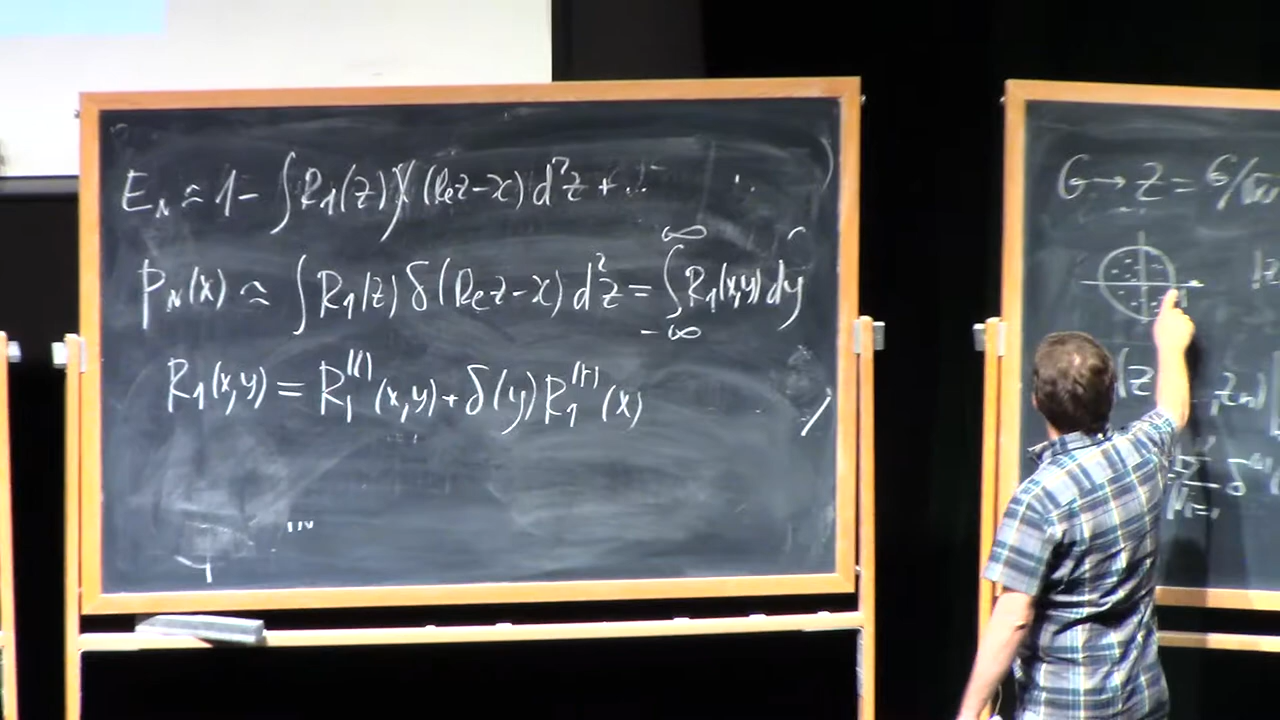 E_N ≈ 1 - ∫R_1(z) χ(Re z-x) d²z + ...
p_N(x) ≈ ∫ R_1(z) δ(Re z-x) d²z = ∫_{-∞}^{∞} R_1(x,y) dy
R_1(x,y) = R_1^{(c)}(x,y) + δ(y) R_1^{(r)}(x)
G → Z = G/√